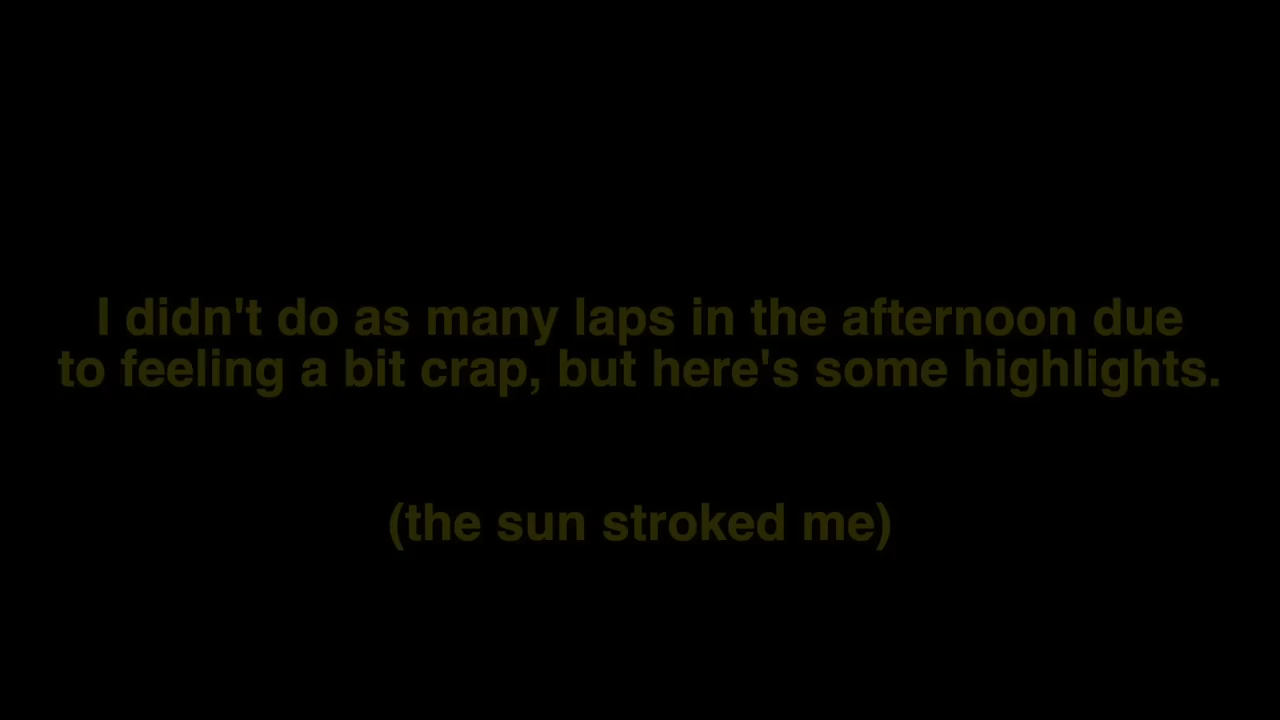 I didn't do as many laps in the afternoon due
to feeling a bit crap, but here's some highlights.
(the sun stroked me)